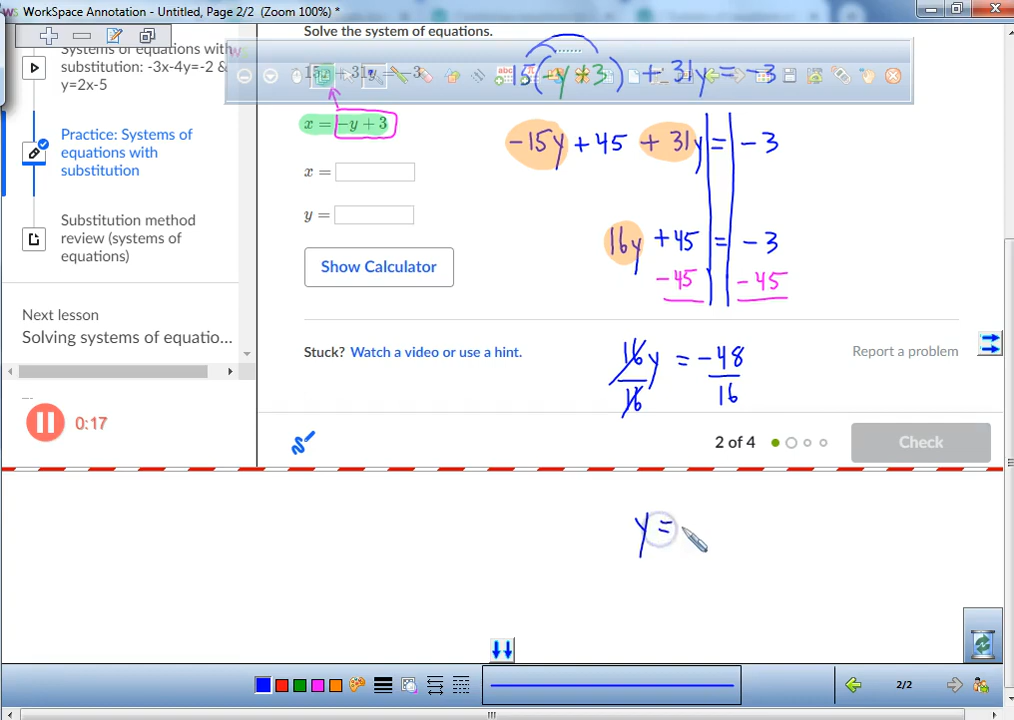 WorkSpace Annotation - Untitled, Page 2/2 (Zoom 100%) *
Systems of equations with
substitution: -3x-4y=-2 &
y=2x-5
Practice: Systems of
equations with
substitution
Substitution method
review (systems of
equations)
Next lesson
Solving systems of equatio...
0:17
Solve the system of equations.
15x + 31y = −3
x = −y + 3
x =
y =
Show Calculator
15(−y + 3) + 31y = −3
−15y + 45 + 31y = −3
16y + 45 = −3
−45 −45
16y = −48
16 16
Stuck? Watch a video or use a hint.
Report a problem
2 of 4
Check
y =
2/2